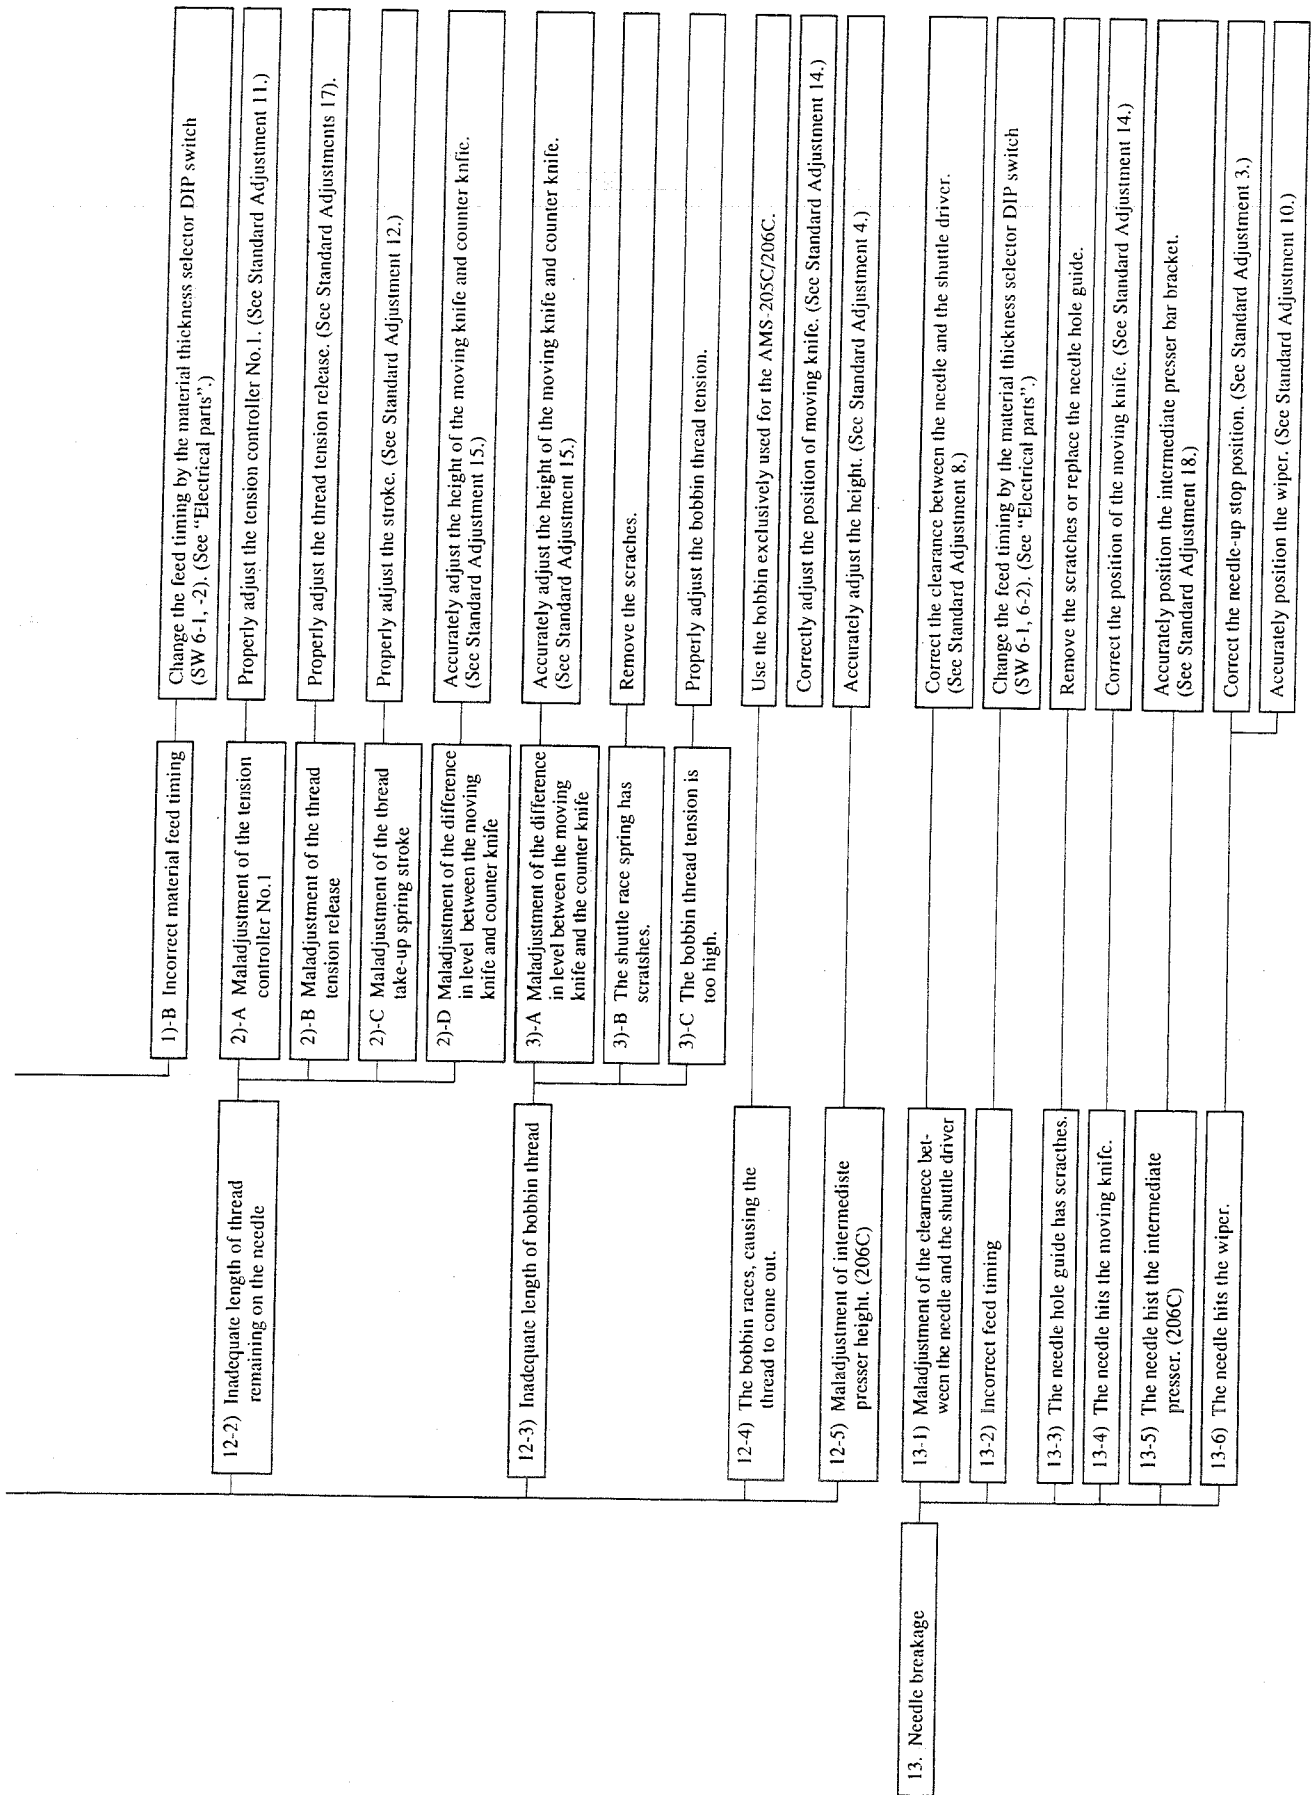 1)-B Incorrect material feed timing
Change the feed timing by the material thickness selector DIP switch
(SW 6-1, -2). (See “Electrical parts”.)
12-2) Inadequate length of thread
remaining on the needle
2)-A Maladjustment of the tension
controller No.1
Properly adjust the tension controller No.1. (See Standard Adjustment 11.)
2)-B Maladjustment of the thread
tension release
Properly adjust the thread tension release. (See Standard Adjustments 17).
2)-C Maladjustment of the thread
take-up spring stroke
Properly adjust the stroke. (See Standard Adjustment 12.)
2)-D Maladjustment of the difference
in level between the moving
knife and counter knife
Accurately adjust the height of the moving knife and counter knife.
(See Standard Adjustment 15.)
12-3) Inadequate length of bobbin thread
3)-A Maladjustment of the difference
in level between the moving
knife and the counter knife
Accurately adjust the height of the moving knife and counter knife.
(See Standard Adjustment 15.)
3)-B The shuttle race spring has
scratshes.
Remove the scraches.
3)-C The bobbin thread tension is
too high.
Properly adjust the bobbin thread tension.
12-4) The bobbin races, causing the
thread to come out.
Use the bobbin exclusively used for the AMS-205C/206C.
Correctly adjust the position of moving knife. (See Standard Adjustment 14.)
12-5) Maladjustment of intermediste
presser height. (206C)
Accurately adjust the height. (See Standard Adjustment 4.)
13. Needle breakage
13-1) Maladjustment of the clearnece bet-
ween the needle and the shuttle driver
Correct the clearance between the needle and the shuttle driver.
(See Standard Adjustment 8.)
13-2) Incorrect feed timing
Change the feed timing by the material thickness selector DIP switch
(SW 6-1, 6-2). (See “Electrical parts”.)
13-3) The needle hole guide has scracthes.
Remove the scratches or replace the needle hole guide.
13-4) The needle hits the moving knife.
Correct the position of the moving knife. (See Standard Adjustment 14.)
13-5) The needle hist the intermediate
presser. (206C)
Accurately position the intermediate presser bar bracket.
(See Standard Adjustment 18.)
13-6) The needle hits the wiper.
Correct the needle-up stop position. (Sec Standard Adjustment 3.)
Accurately position the wiper. (See Standard Adjustment 10.)